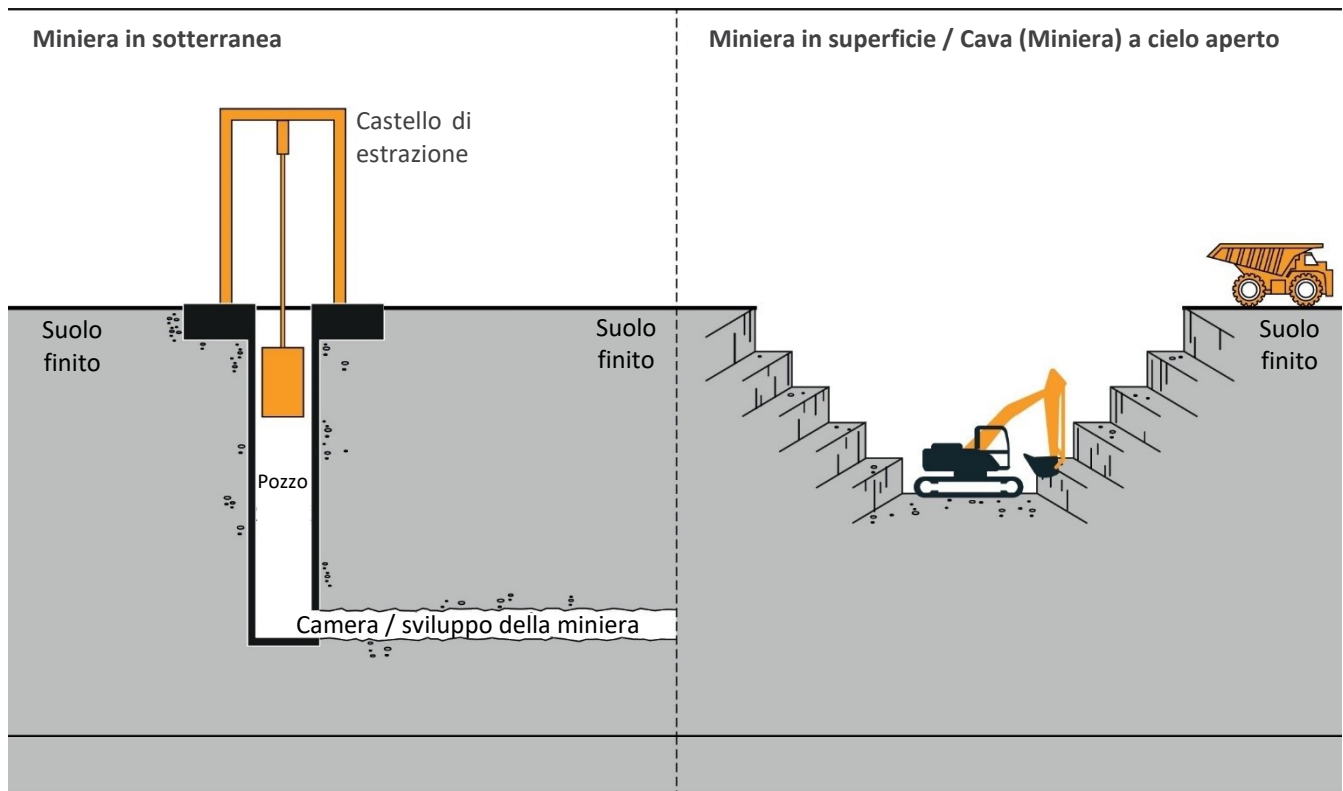 Miniera in sotterranea
Miniera in superficie / Cava (Miniera) a cielo aperto
Castello di
estrazione
Suolo
finito
Suolo
finito
Suolo
finito
Pozzo
Camera / sviluppo della miniera